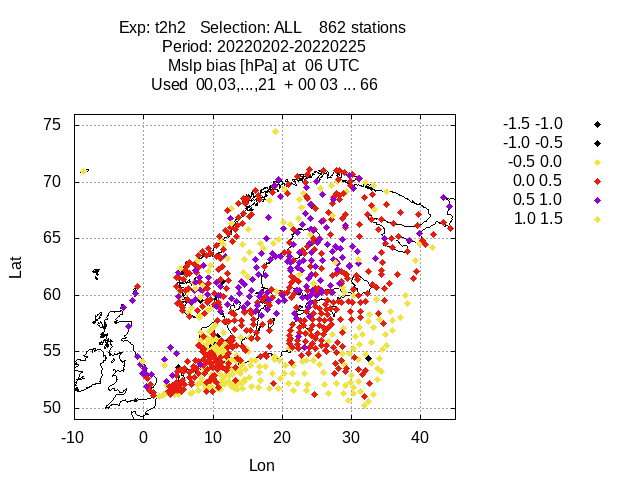 Exp: t2h2 Selection: ALL 862 stations
Period: 20220202-20220225
Mslp bias [hPa] at 06 UTC
Used 00,03,...,21 + 00 03 ... 66
-1.5 -1.0
-1.0 -0.5
-0.5 0.0
0.0 0.5
0.5 1.0
1.0 1.5
75
70
65
60
55
50
Lat
-10 0 10 20 30 40
Lon